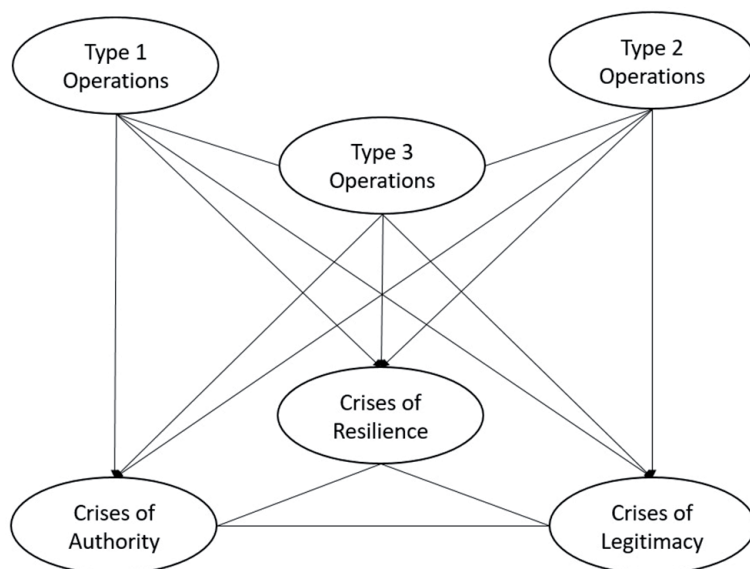 Type 1
Operations
Type 2
Operations
Type 3
Operations
Crises of
Resilience
Crises of
Authority
Crises of
Legitimacy